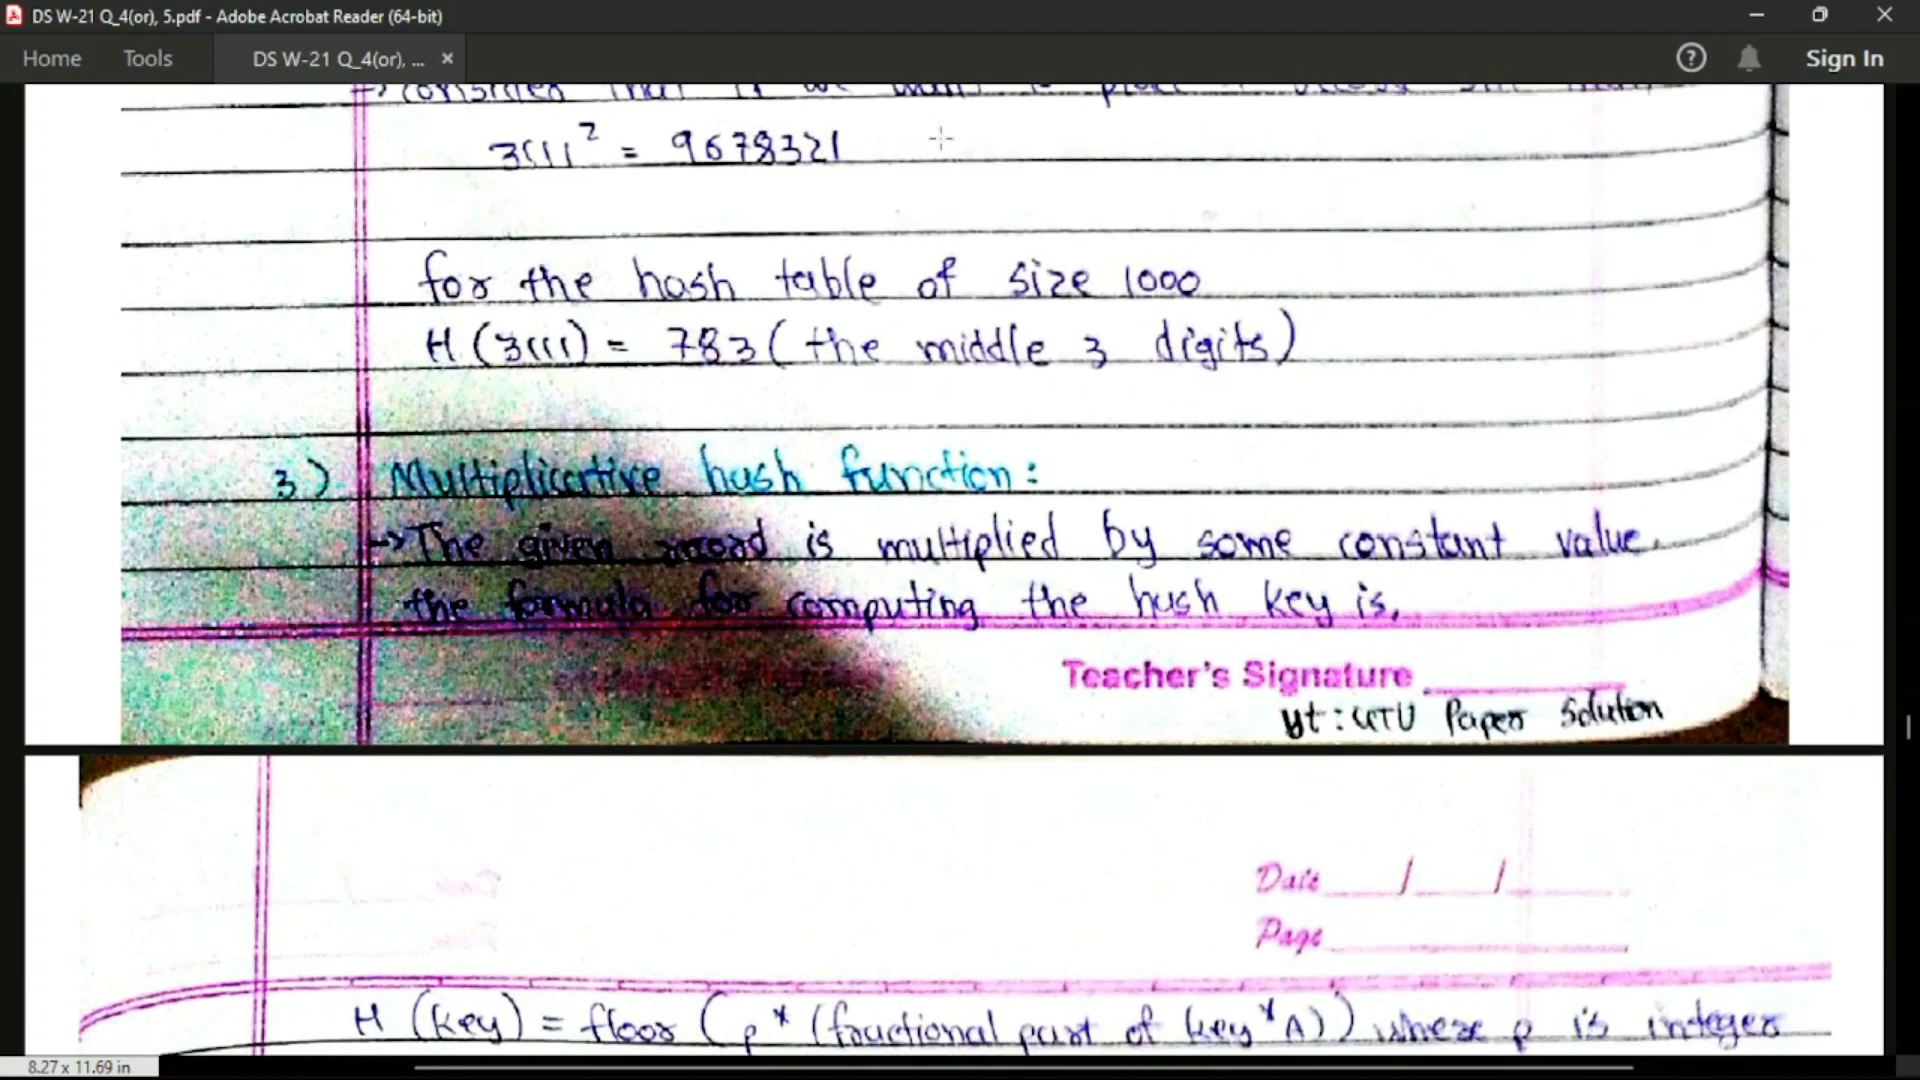 DS W-21 Q_4(or), 5.pdf - Adobe Acrobat Reader (64-bit)
Home Tools DS W-21 Q_4(or), ... × Sign In
3111² = 9678321
for the hash table of size 1000
H (3111) = 783 ( the middle 3 digits)
3) Multiplicative hash function:
→ The given record is multiplied by some constant value.
the formula for computing the hash key is,
Teacher's Signature
yt : GTU Paper Solution
Date / /
Page
H (key) = floor (p * (fractional part of key * A)) where p is integer
8.27 x 11.69 in